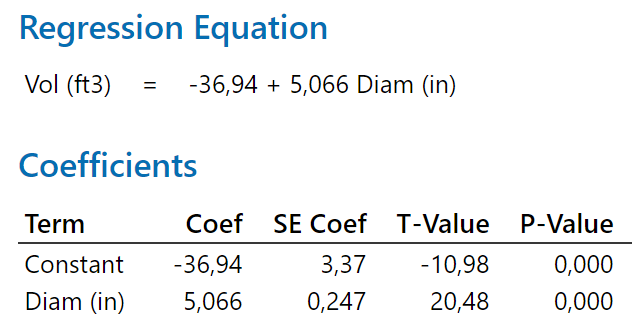 Regression Equation
Vol (ft3) = -36,94 + 5,066 Diam (in)
Coefficients
Term Coef SE Coef T-Value P-Value
Constant -36,94 3,37 -10,98 0,000
Diam (in) 5,066 0,247 20,48 0,000